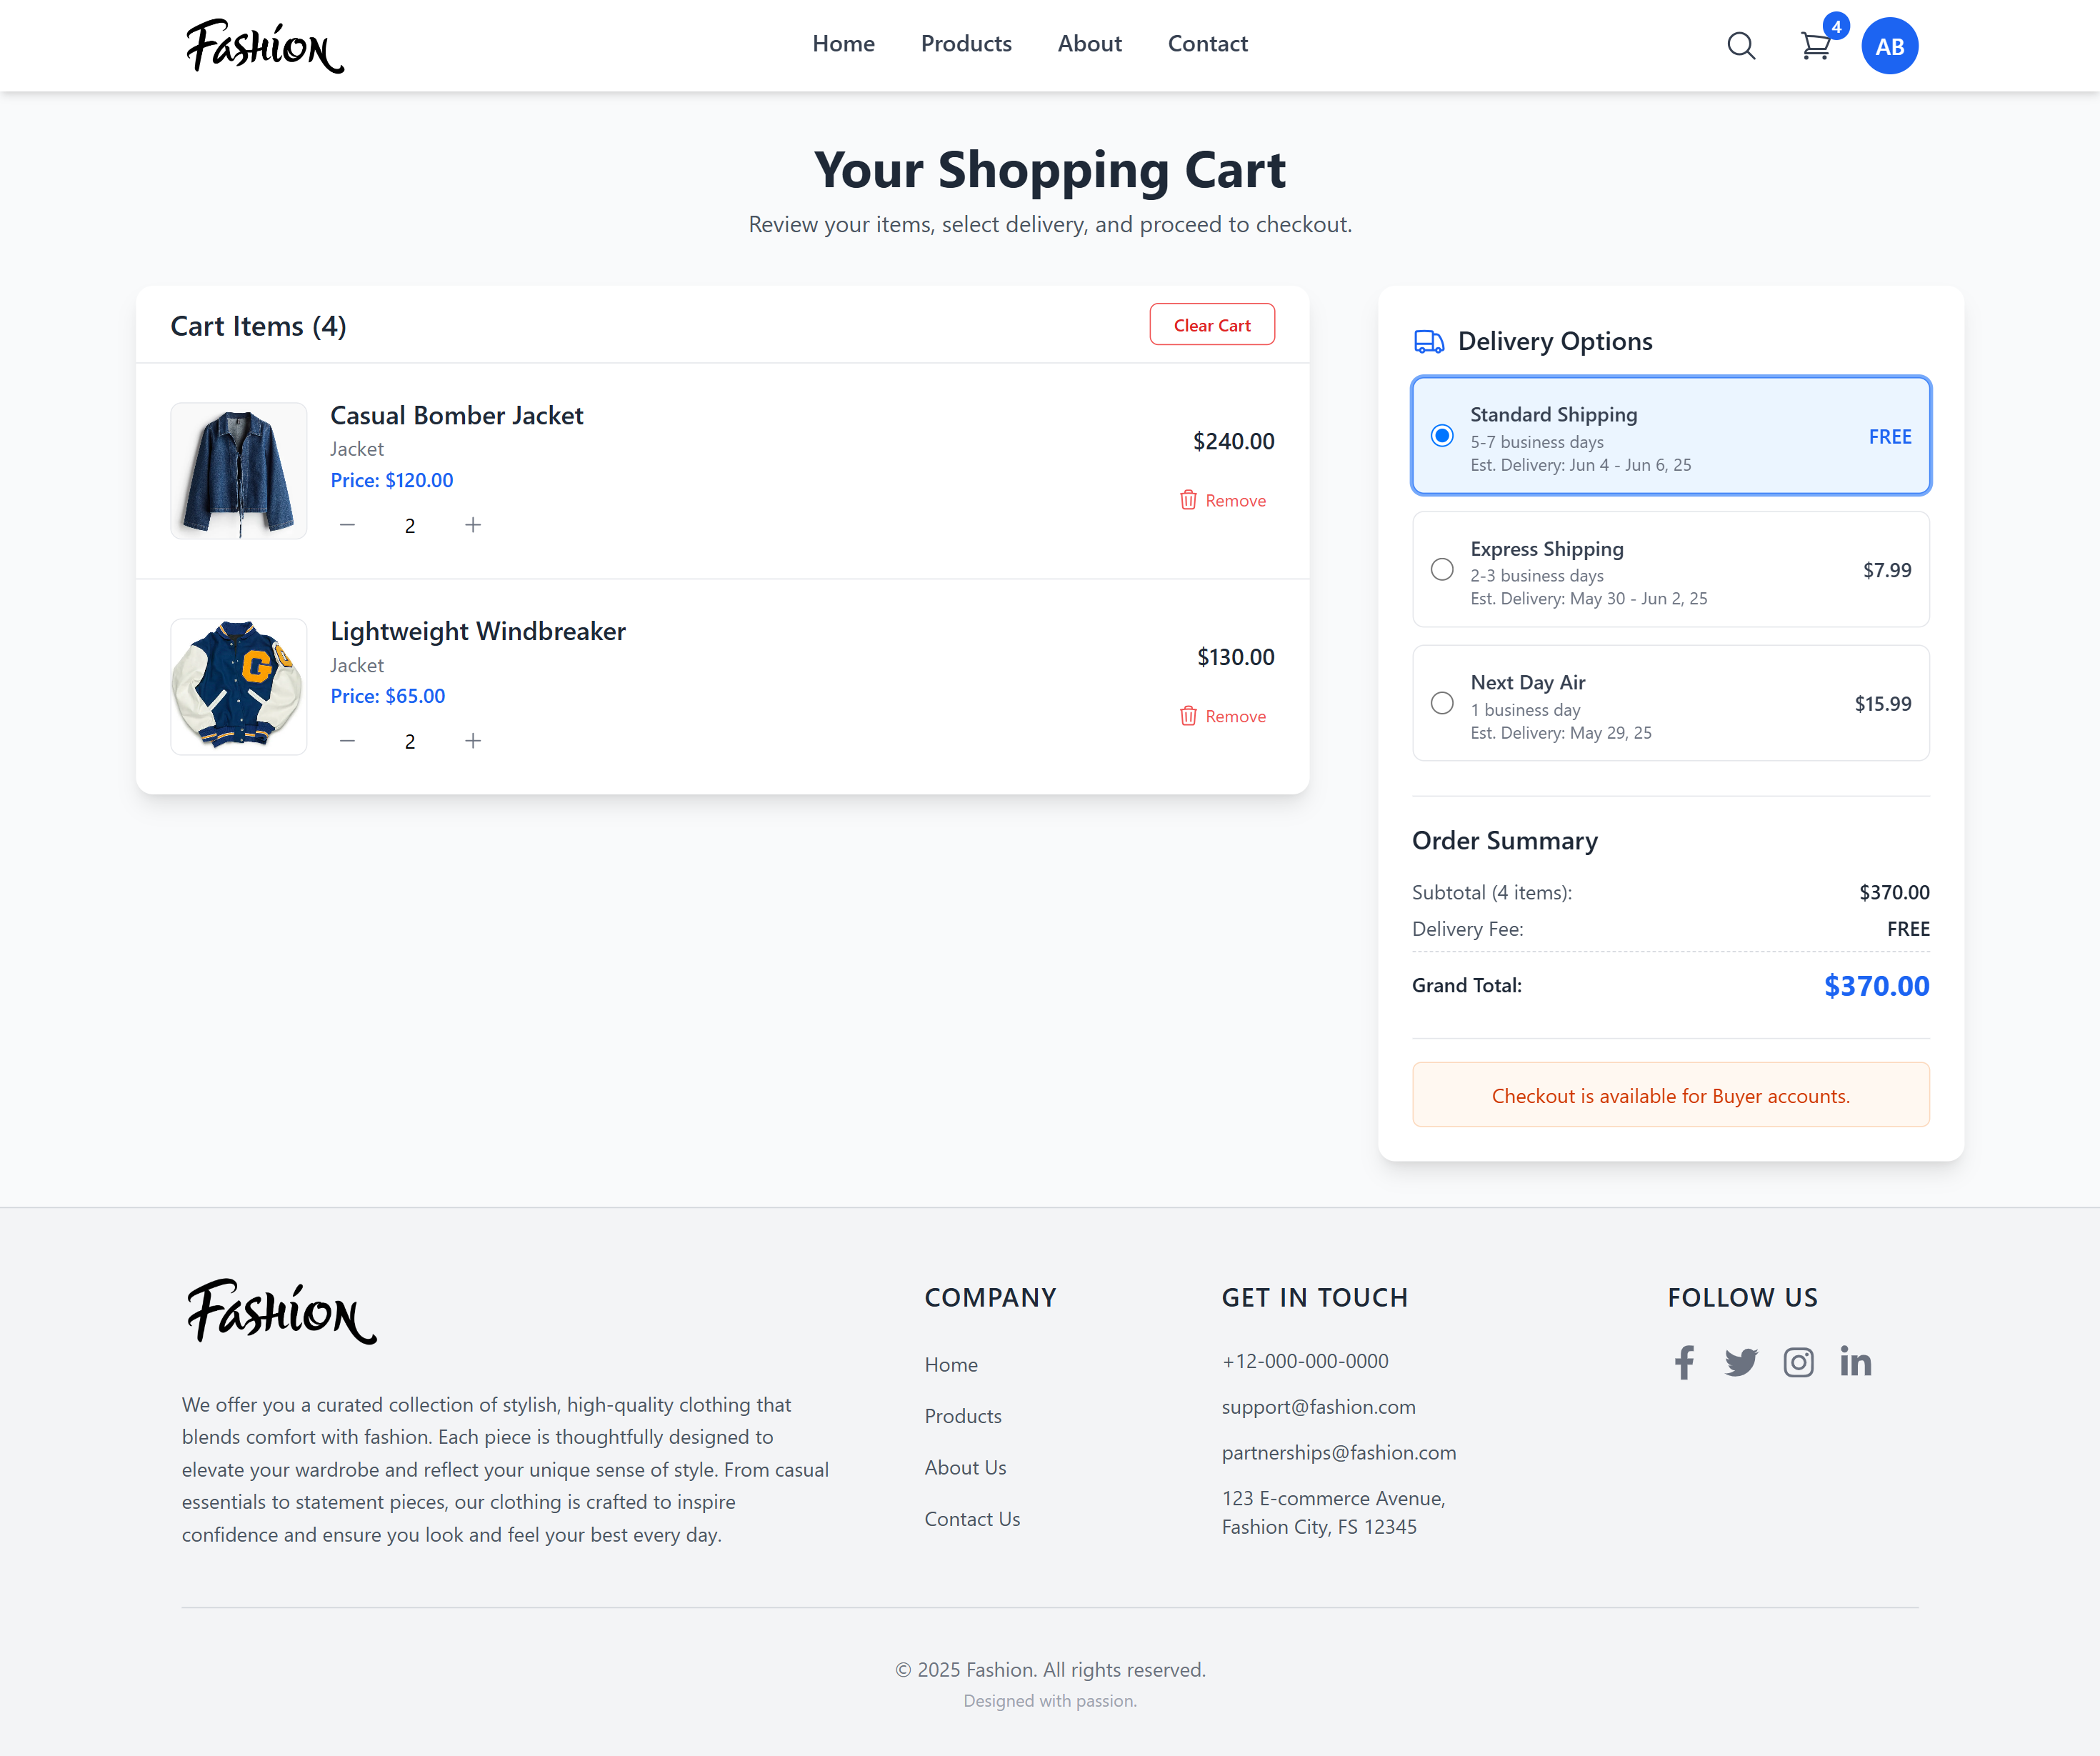 Fashion
Home Products About Contact
4
AB
Your Shopping Cart
Review your items, select delivery, and proceed to checkout.
Cart Items (4)
Clear Cart
Casual Bomber Jacket
Jacket
Price: $120.00
2
$240.00
Remove
G
Lightweight Windbreaker
Jacket
Price: $65.00
2
$130.00
Remove
Delivery Options
Standard Shipping
5-7 business days
Est. Delivery: Jun 4 - Jun 6, 25
FREE
Express Shipping
2-3 business days
Est. Delivery: May 30 - Jun 2, 25
$7.99
Next Day Air
1 business day
Est. Delivery: May 29, 25
$15.99
Order Summary
Subtotal (4 items): $370.00
Delivery Fee: FREE
Grand Total: $370.00
Checkout is available for Buyer accounts.
Fashion
We offer you a curated collection of stylish, high-quality clothing that
blends comfort with fashion. Each piece is thoughtfully designed to
elevate your wardrobe and reflect your unique sense of style. From casual
essentials to statement pieces, our clothing is crafted to inspire
confidence and ensure you look and feel your best every day.
COMPANY
Home
Products
About Us
Contact Us
GET IN TOUCH
+12-000-000-0000
support@fashion.com
partnerships@fashion.com
123 E-commerce Avenue,
Fashion City, FS 12345
FOLLOW US
© 2025 Fashion. All rights reserved.
Designed with passion.